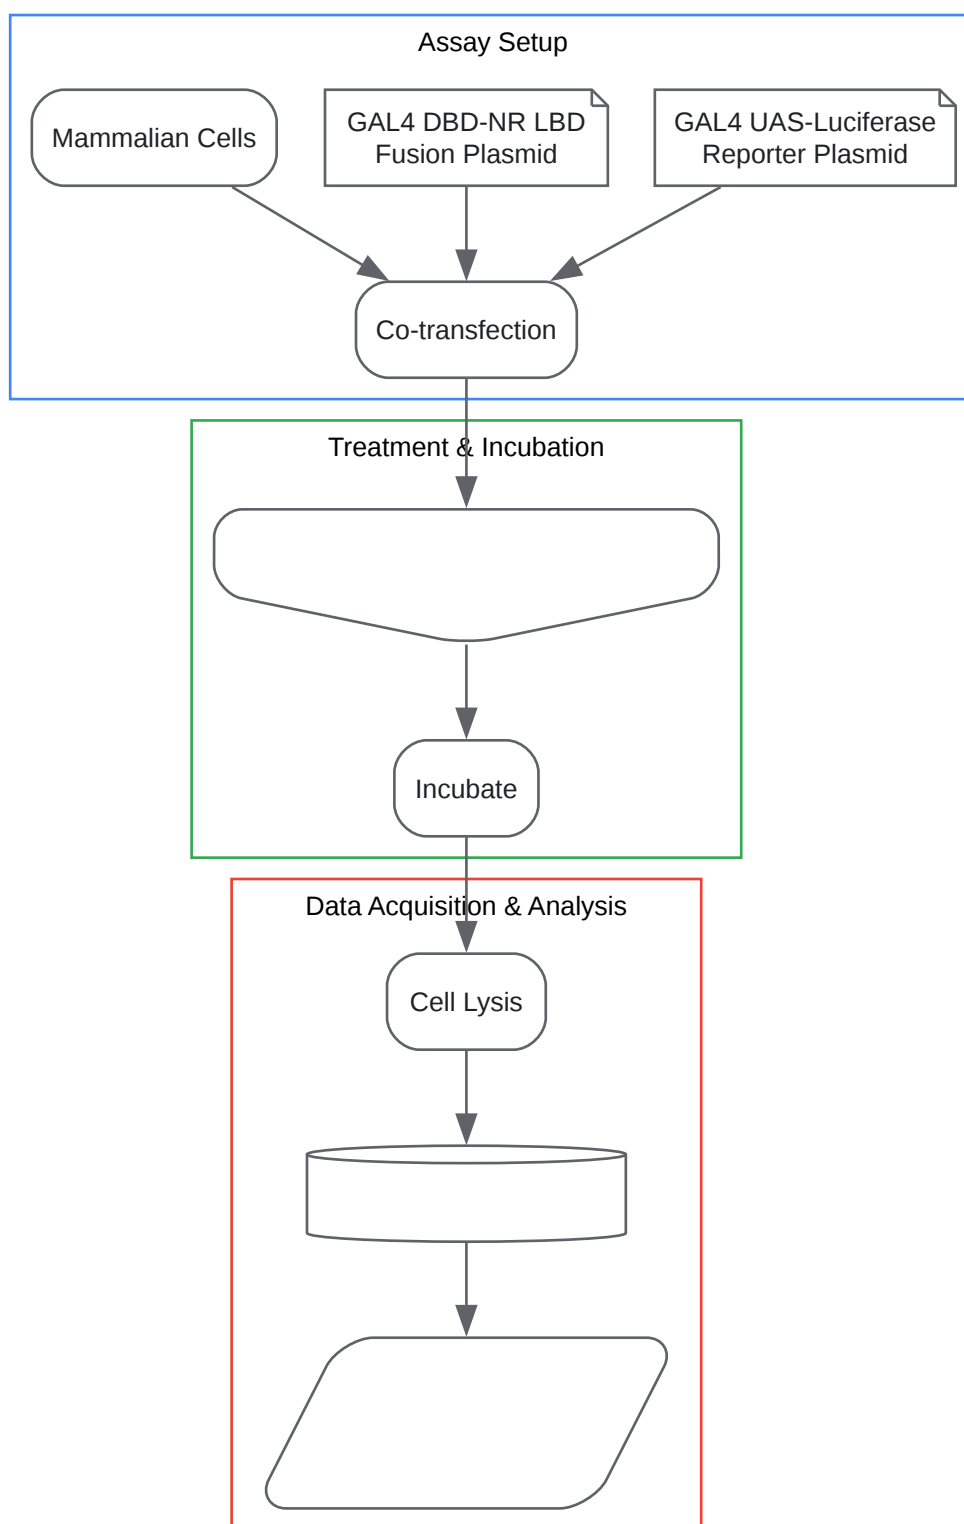 Assay Setup
Mammalian Cells
GAL4 DBD-NR LBD
Fusion Plasmid
GAL4 UAS-Luciferase
Reporter Plasmid
Co-transfection
Treatment & Incubation
Incubate
Data Acquisition & Analysis
Cell Lysis